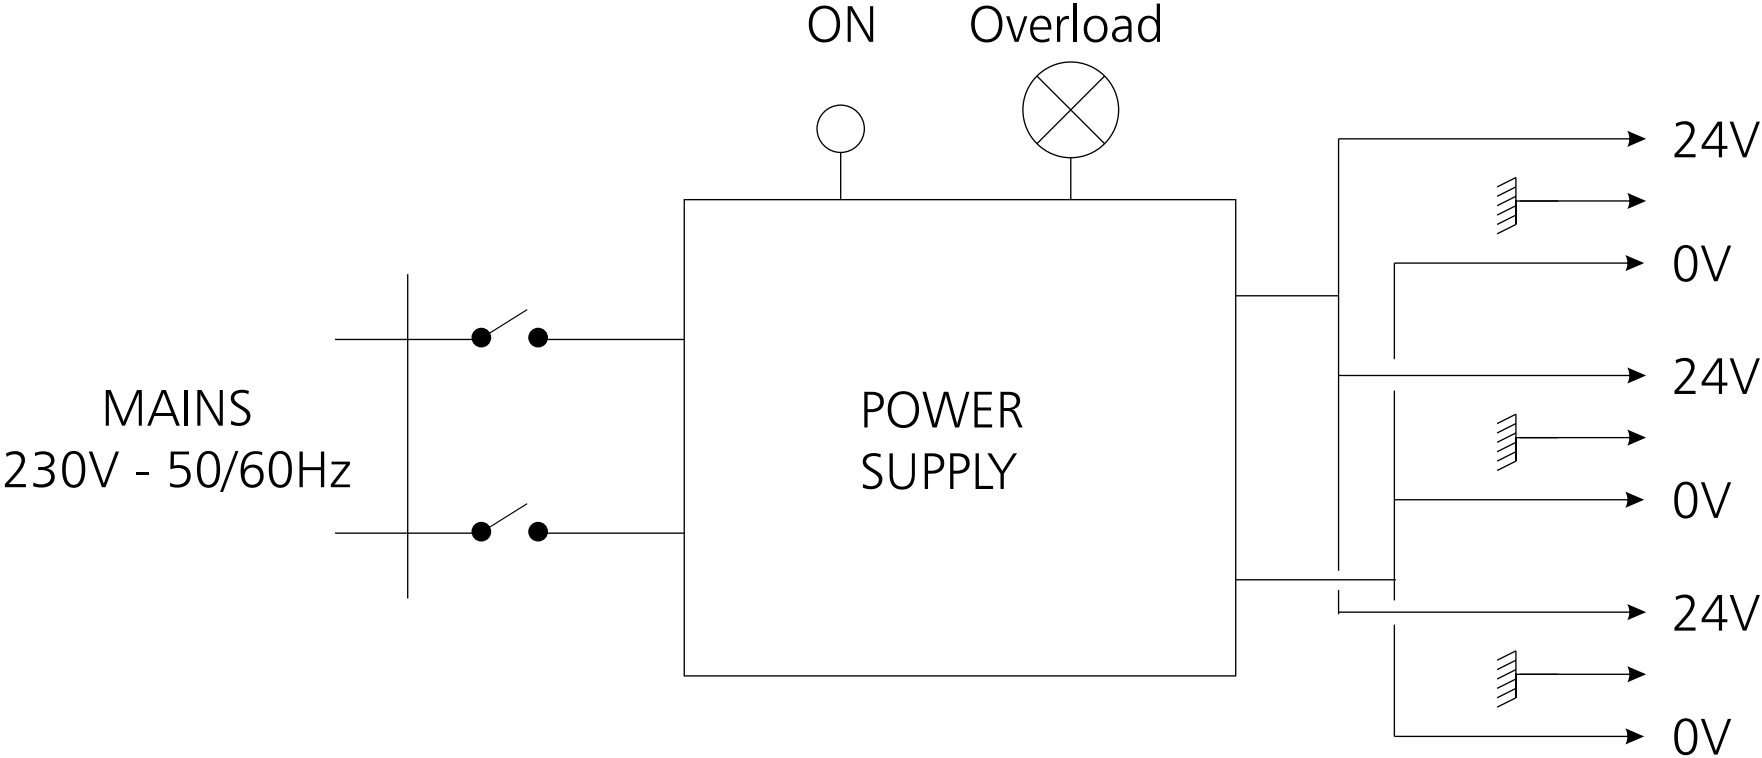 ON
Overload
24V
0V
MAINS
230V - 50/60Hz
POWER
SUPPLY
24V
0V
24V
0V